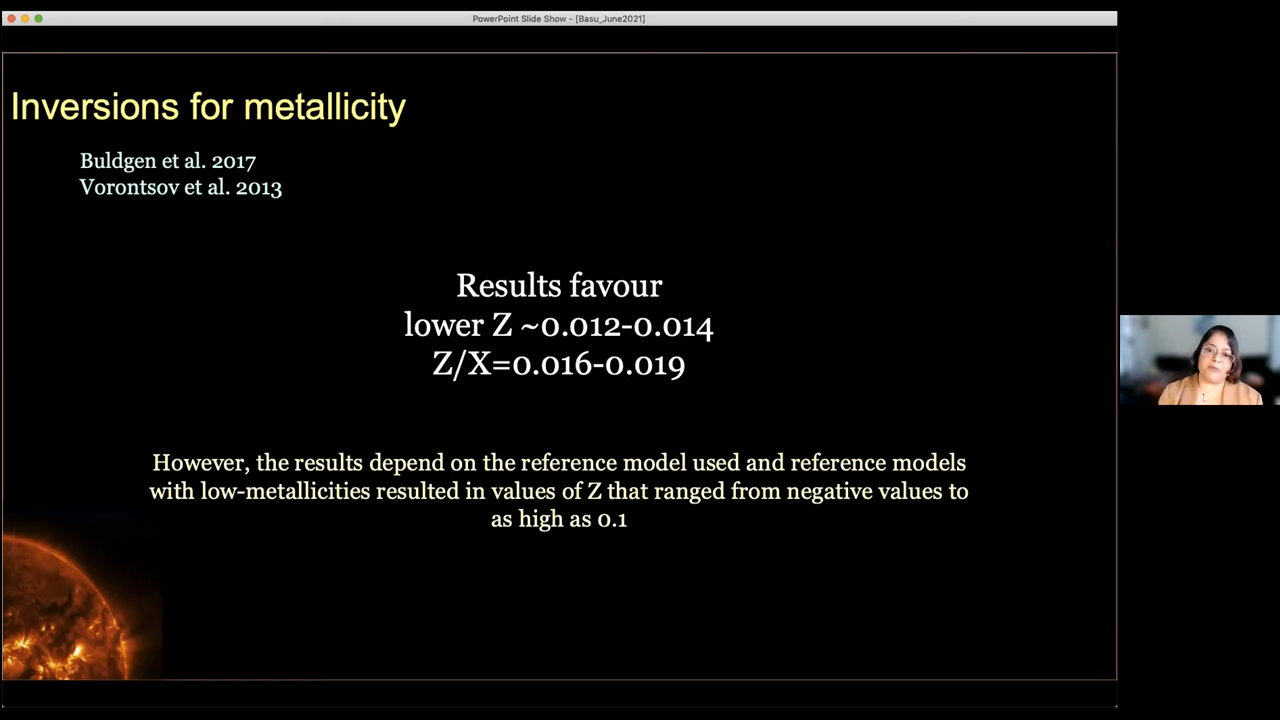 PowerPoint Slide Show - [Basu_June2021]
Inversions for metallicity
Buldgen et al. 2017
Vorontsov et al. 2013
Results favour
lower Z ~0.012-0.014
Z/X=0.016-0.019
However, the results depend on the reference model used and reference models
with low-metallicities resulted in values of Z that ranged from negative values to
as high as 0.1